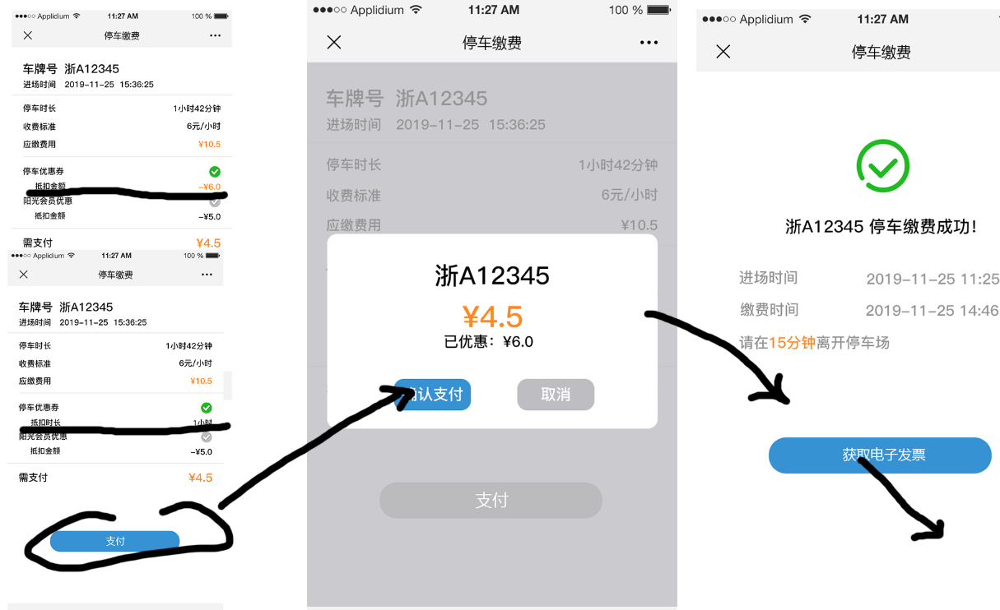 ●●●○○ Applidium 11:27 AM 100 %
停车缴费
车牌号 浙A12345
进场时间 2019-11-25 15:36:25
停车时长 1小时42分钟
收费标准 6元/小时
应缴费用 ¥10.5
停车优惠券
抵扣金额 -¥6.0
阳光会员优惠
抵扣金额 -¥5.0
需支付 ¥4.5
●●●○○ Applidium 11:27 AM 100 %
停车缴费
车牌号 浙A12345
进场时间 2019-11-25 15:36:25
停车时长 1小时42分钟
收费标准 6元/小时
应缴费用 ¥10.5
停车优惠券
抵扣时长 1小时
阳光会员优惠
抵扣金额 -¥5.0
需支付 ¥4.5
支付
●●●○○ Applidium 11:27 AM 100 %
停车缴费
车牌号 浙A12345
进场时间 2019-11-25 15:36:25
停车时长 1小时42分钟
收费标准 6元/小时
应缴费用 ¥10.5
浙A12345
¥4.5
已优惠：¥6.0
确认支付 取消
支付
●●●○○ Applidium 11:27 AM
停车缴费
浙A12345 停车缴费成功！
进场时间 2019-11-25 11:25
缴费时间 2019-11-25 14:46
请在15分钟离开停车场
获取电子发票